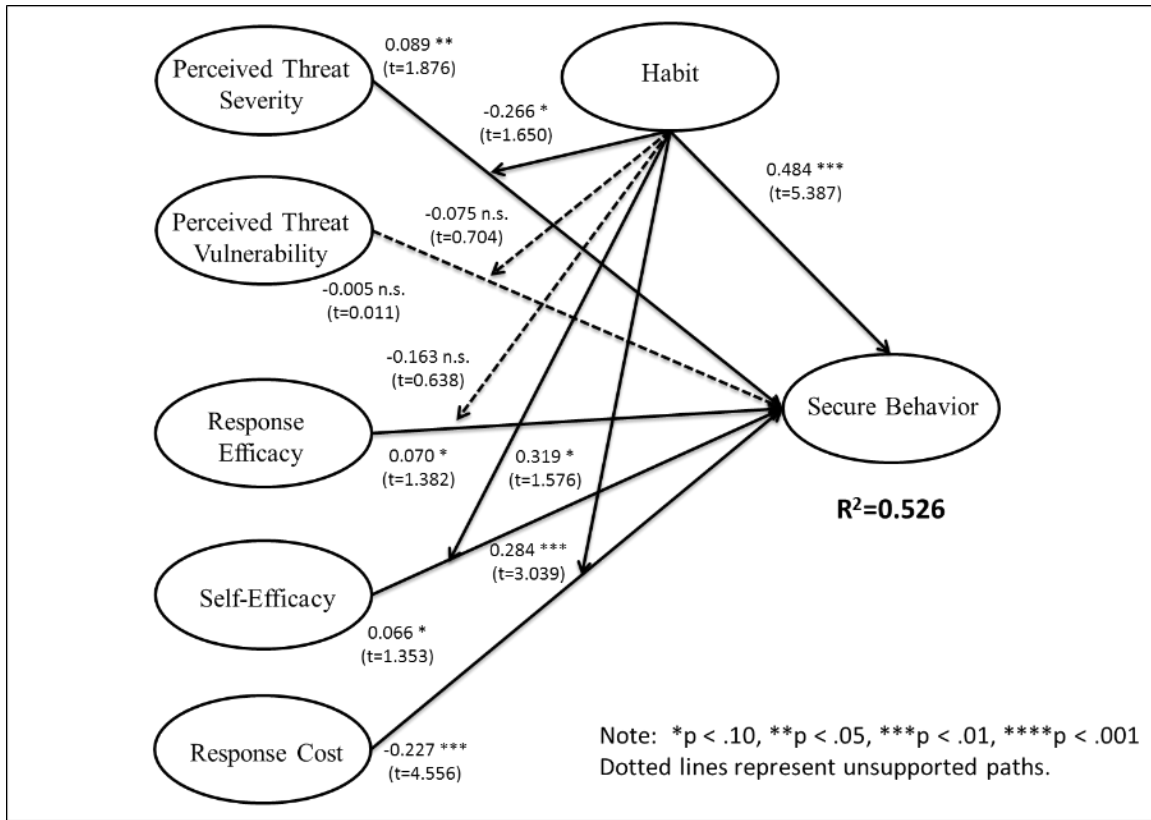 0.089 **
(t=1.876)
Perceived Threat
Severity
Habit
-0.266 *
(t=1.650)
0.484 ***
(t=5.387)
Perceived Threat
Vulnerability
-0.075 n.s.
(t=0.704)
-0.005 n.s.
(t=0.011)
-0.163 n.s.
(t=0.638)
Secure Behavior
Response
Efficacy
0.070 *
(t=1.382)
0.319 *
(t=1.576)
R²=0.526
0.284 ***
(t=3.039)
Self-Efficacy
0.066 *
(t=1.353)
Response Cost
-0.227 ***
(t=4.556)
Note: *p < .10, **p < .05, ***p < .01, ****p < .001
Dotted lines represent unsupported paths.